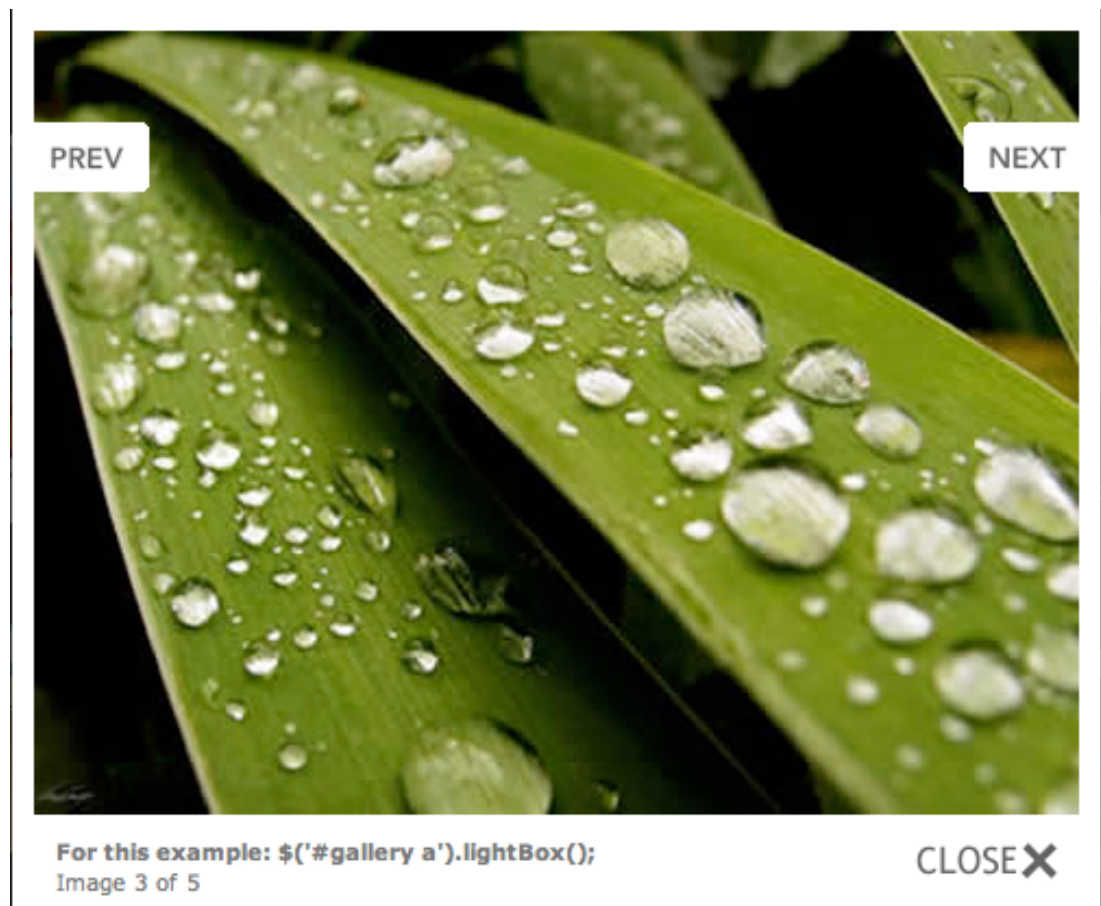 PREV
NEXT
For this example: $('#gallery a').lightBox();
Image 3 of 5
CLOSE X